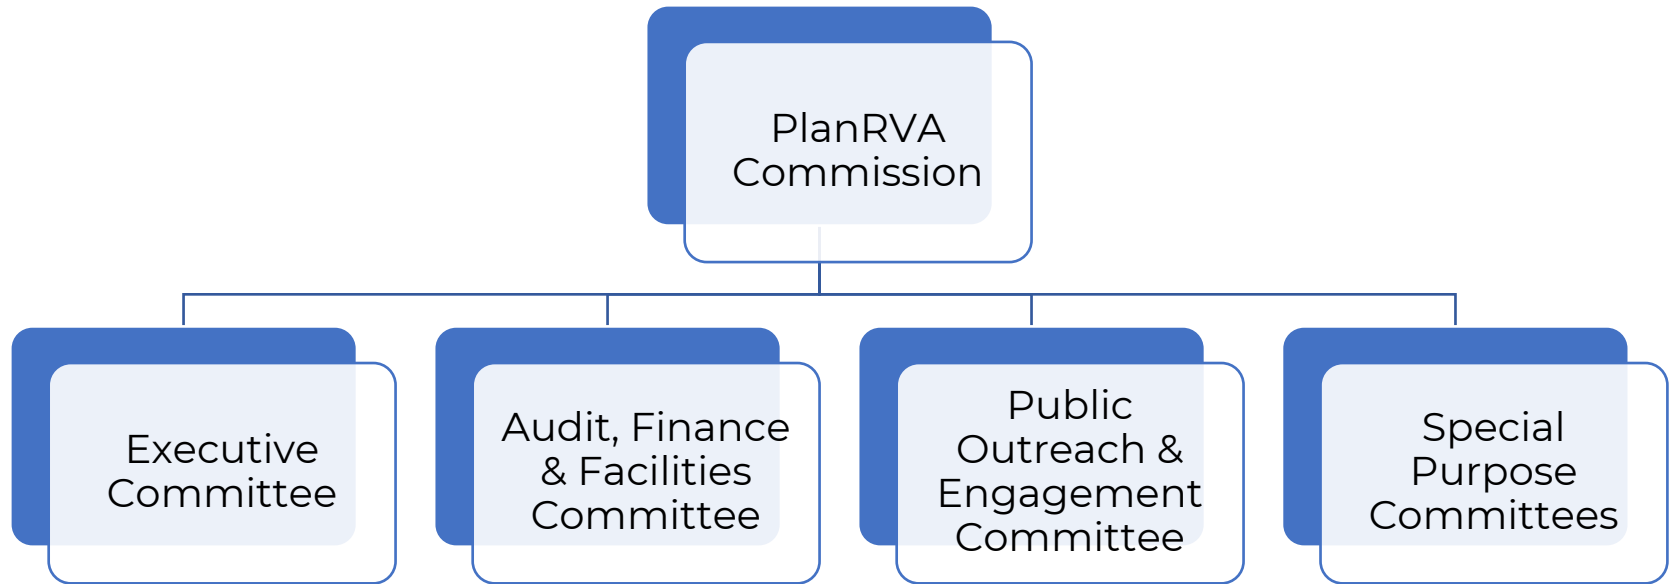 PlanRVA
Commission
Executive
Committee
Audit, Finance
& Facilities
Committee
Public
Outreach &
Engagement
Committee
Special
Purpose
Committees